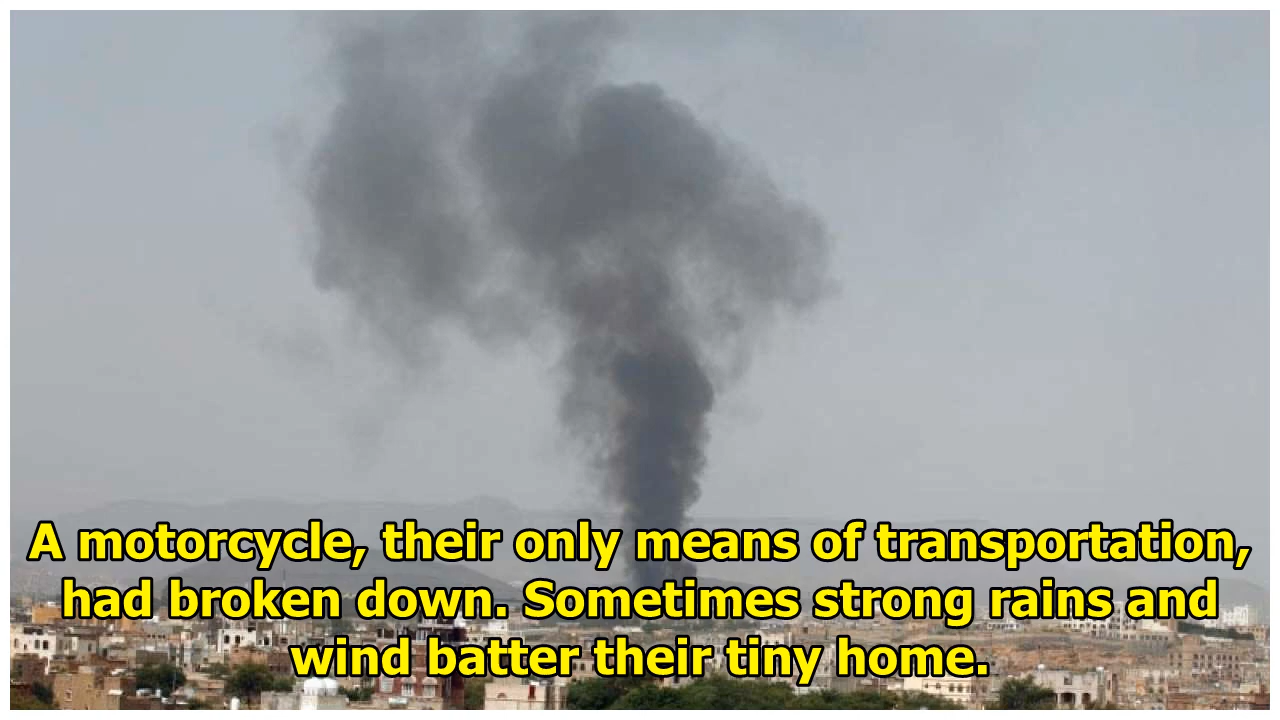 A motorcycle, their only means of transportation,
had broken down. Sometimes strong rains and
wind batter their tiny home.